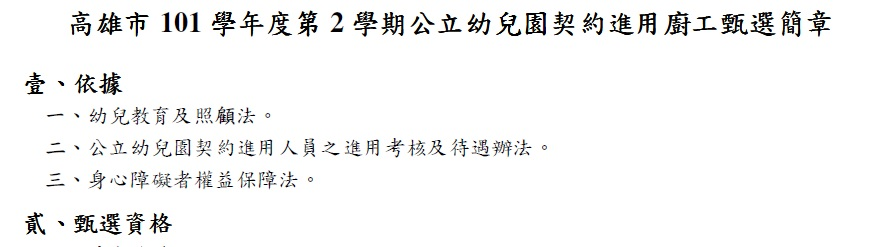 高雄市 101 學年度第 2 學期公立幼兒園契約進用廚工甄選簡章
壹、依據
一、幼兒教育及照顧法。
二、公立幼兒園契約進用人員之進用考核及待遇辦法。
三、身心障礙者權益保障法。
貳、甄選資格